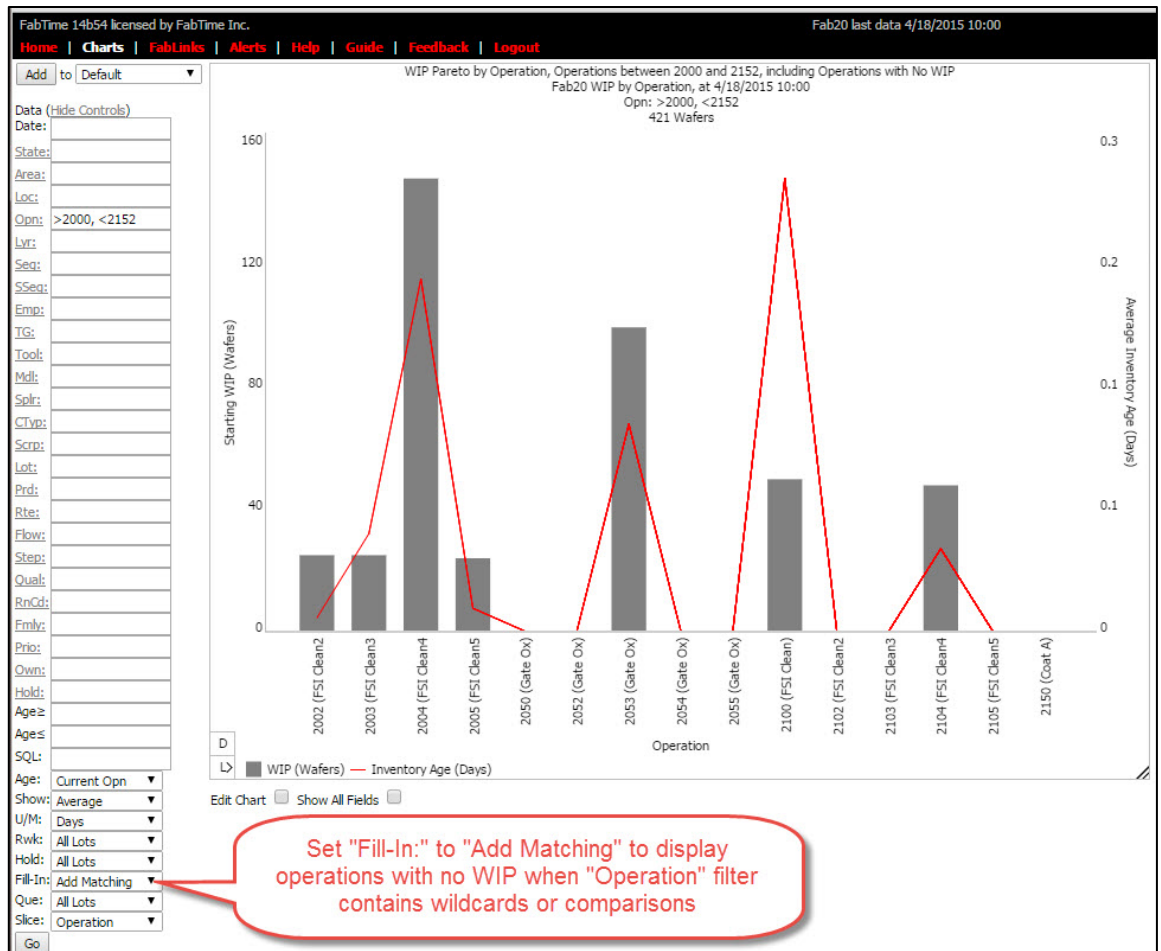 FabTime 14b54 licensed by FabTime Inc.
Fab20 last data 4/18/2015 10:00
Home | Charts | FabLinks | Alerts | Help | Guide | Feedback | Logout
Add to Default
Data (Hide Controls)
Date:
State:
Area:
Loc:
Opn: >2000, <2152
Lyr:
Seq:
SSeq:
Emp:
TG:
Tool:
Mdl:
Splr:
CTyp:
Scrp:
Lot:
Prd:
Rte:
Flow:
Step:
Qual:
RnCd:
Fmly:
Prio:
Own:
Hold:
Age≥
Age≤
SQL:
Age: Current Opn
Show: Average
U/M: Days
Rwk: All Lots
Hold: All Lots
Fill-In: Add Matching
Que: All Lots
Slice: Operation
Go
WIP Pareto by Operation, Operations between 2000 and 2152, including Operations with No WIP
Fab20 WIP by Operation, at 4/18/2015 10:00
Opn: >2000, <2152
421 Wafers
Starting WIP (Wafers)
160
120
80
40
0
0.3
0.2
0.1
0.1
0
Average Inventory Age (Days)
2002 (FSI Clean2
2003 (FSI Clean3
2004 (FSI Clean4
2005 (FSI Clean5
2050 (Gate Ox)
2052 (Gate Ox)
2053 (Gate Ox)
2054 (Gate Ox)
2055 (Gate Ox)
2100 (FSI Clean)
2102 (FSI Clean2
2103 (FSI Clean3
2104 (FSI Clean4
2105 (FSI Clean5
2150 (Coat A)
Operation
D
L>
WIP (Wafers) — Inventory Age (Days)
Edit Chart Show All Fields
Set "Fill-In:" to "Add Matching" to display
operations with no WIP when "Operation" filter
contains wildcards or comparisons